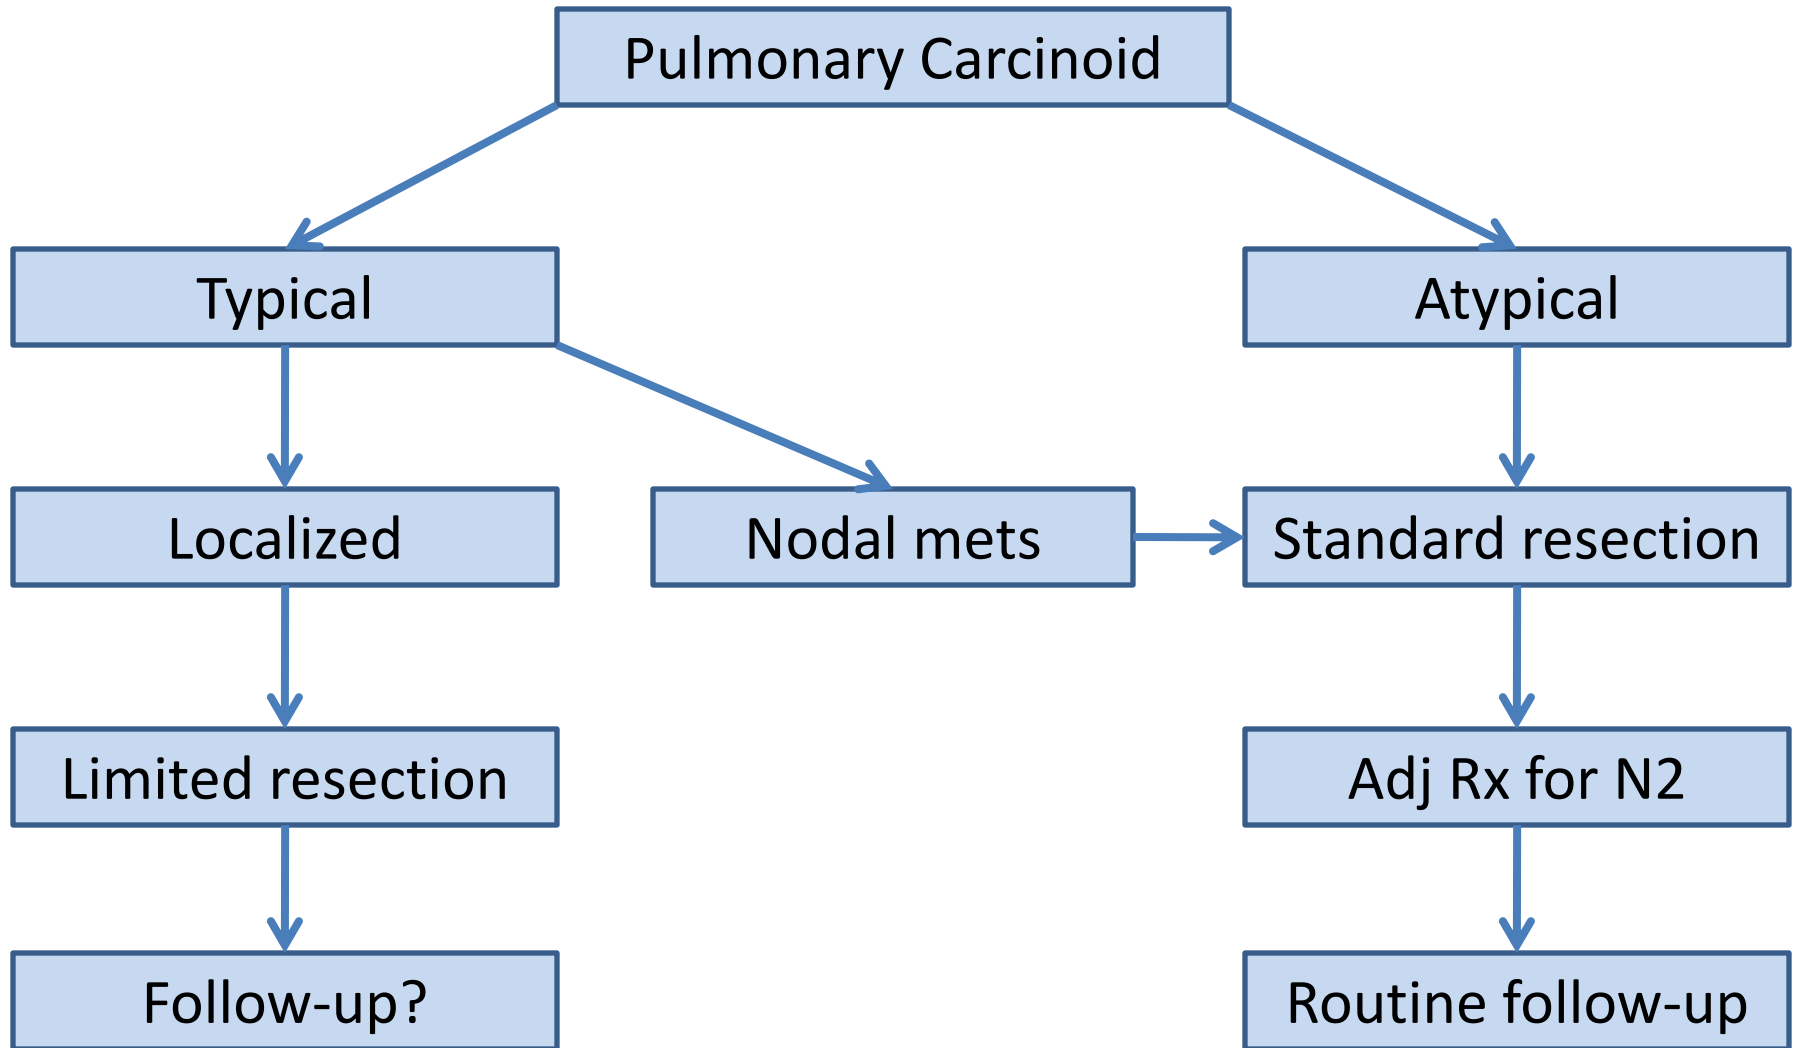 Pulmonary Carcinoid
Typical
Atypical
Localized
Nodal mets
Standard resection
Limited resection
Adj Rx for N2
Follow-up?
Routine follow-up